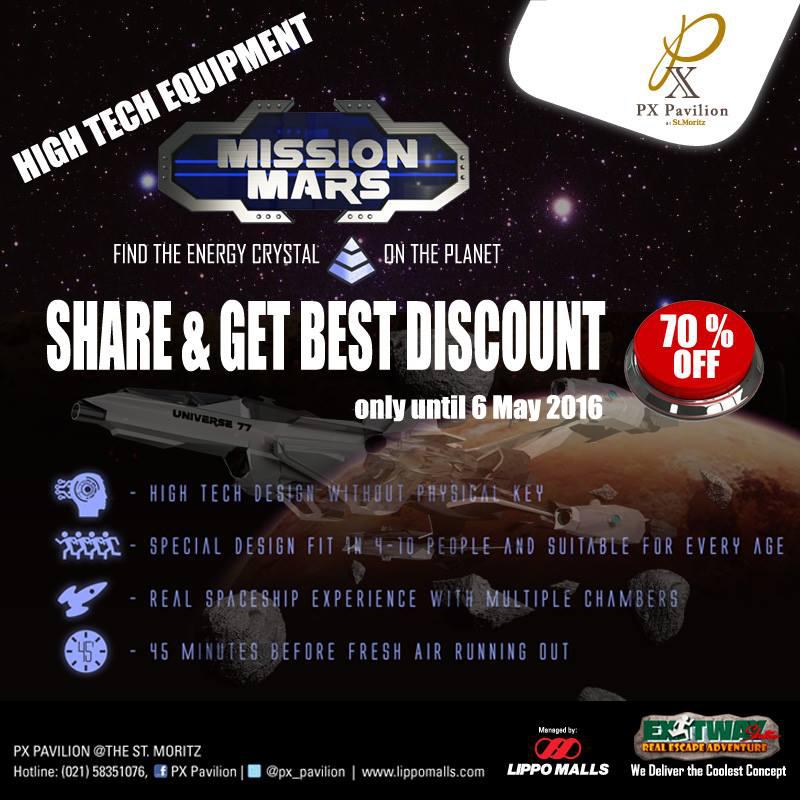 HIGH TECH EQUIPMENT
PX Pavilion
AT St.Moritz
MISSION
MARS
FIND THE ENERGY CRYSTAL ON THE PLANET
SHARE & GET BEST DISCOUNT
70 %
OFF
only until 6 May 2016
UNIVERSE 77
- HIGH TECH DESIGN WITHOUT PHYSICAL KEY
- SPECIAL DESIGN FIT IN 4-10 PEOPLE AND SUITABLE FOR EVERY AGE
- REAL SPACESHIP EXPERIENCE WITH MULTIPLE CHAMBERS
45'
- 45 MINUTES BEFORE FRESH AIR RUNNING OUT
PX PAVILION @THE ST. MORITZ
Hotline: (021) 58351076, f PX Pavilion | @px_pavilion | www.lippomalls.com
Managed by:
LIPPO MALLS
EXITWAY
REAL ESCAPE ADVENTURE
We Deliver the Coolest Concept